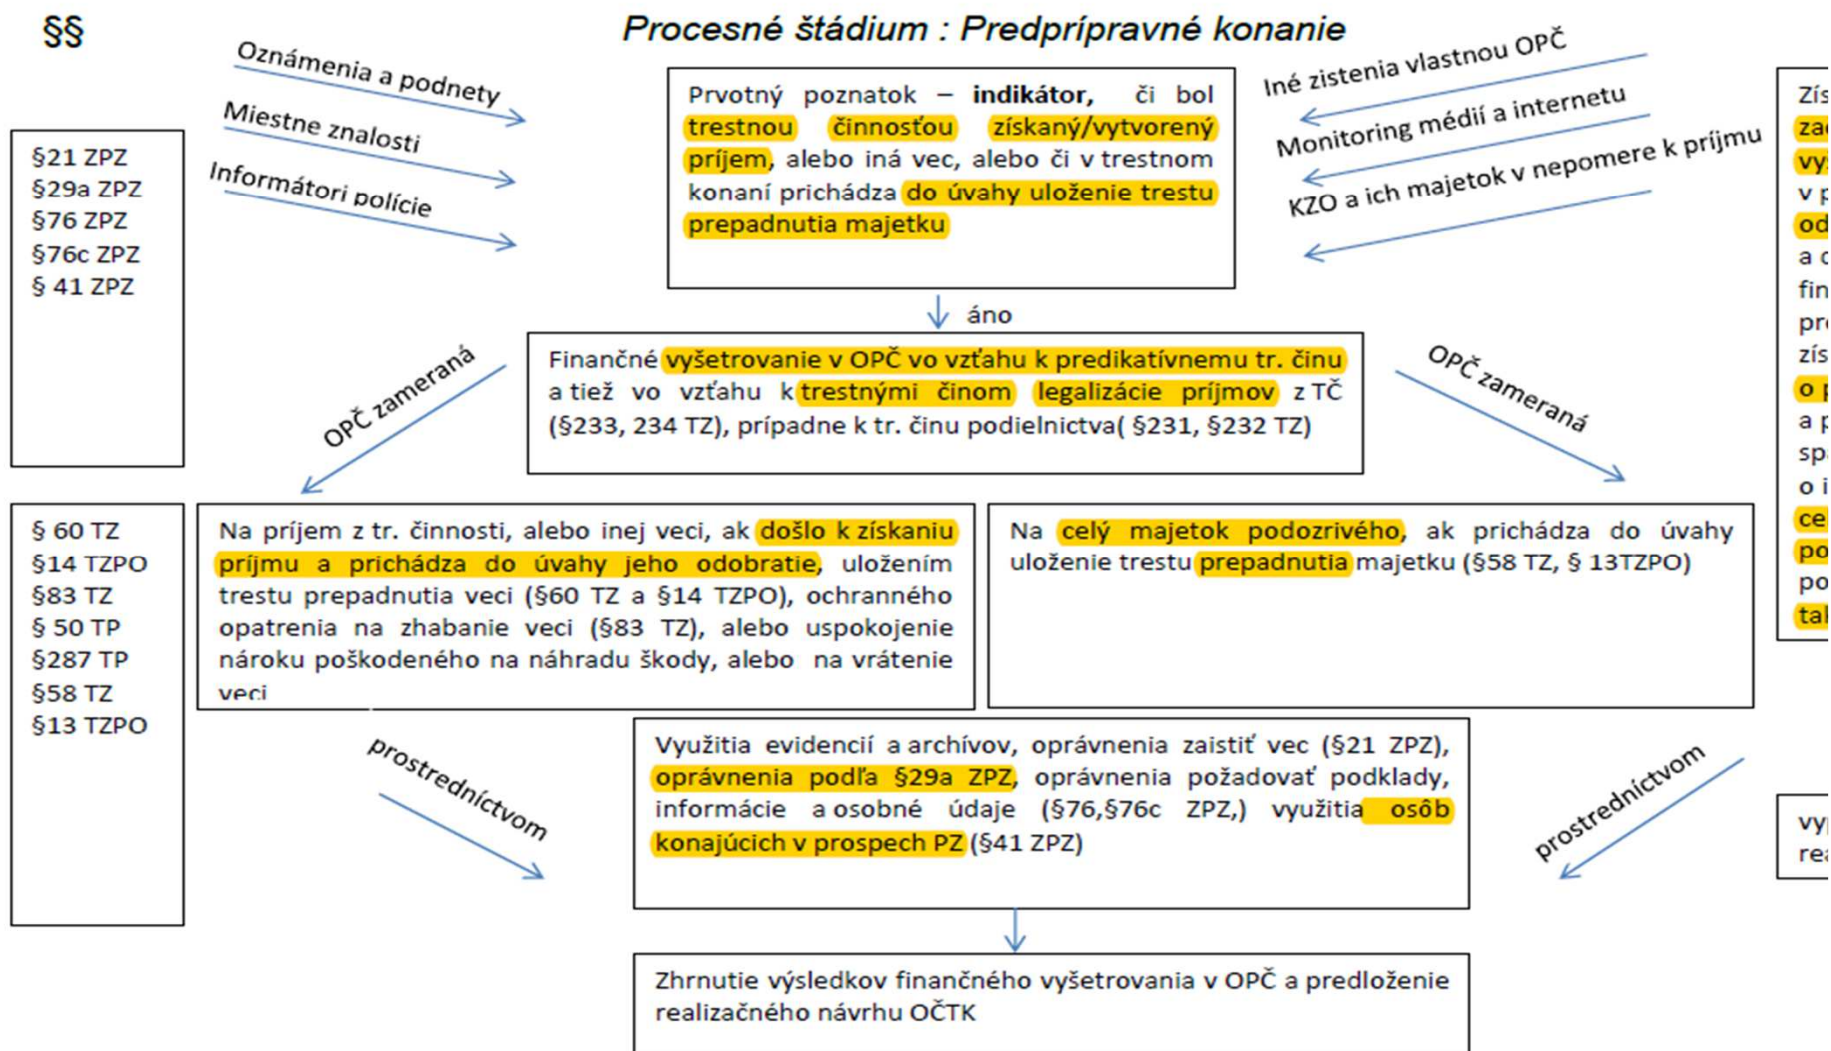 §§
Procesné štádium : Predprípravné konanie
Oznámenia a podnety
Miestne znalosti
Informátori polície
Prvotný poznatok – indikátor, či bol
trestnou činnosťou získaný/vytvorený
príjem, alebo iná vec, alebo či v trestnom
konaní prichádza do úvahy uloženie trestu
prepadnutia majetku
Iné zistenia vlastnou OPČ
Monitoring médií a internetu
KZO a ich majetok v nepomere k príjmu
§21 ZPZ
§29a ZPZ
§76 ZPZ
§76c ZPZ
§ 41 ZPZ
áno
Finančné vyšetrovanie v OPČ vo vzťahu k predikatívnemu tr. činu
a tiež vo vzťahu k trestnými činom legalizácie príjmov z TČ
(§233, 234 TZ), prípadne k tr. činu podielnictva( §231, §232 TZ)
OPČ zameraná
OPČ zameraná
§ 60 TZ
§14 TZPO
§83 TZ
§ 50 TP
§287 TP
§58 TZ
§13 TZPO
Na príjem z tr. činnosti, alebo inej veci, ak došlo k získaniu
príjmu a prichádza do úvahy jeho odobratie, uložením
trestu prepadnutia veci (§60 TZ a §14 TZPO), ochranného
opatrenia na zhabanie veci (§83 TZ), alebo uspokojenie
nároku poškodeného na náhradu škody, alebo na vrátenie
veci
Na celý majetok podozrivého, ak prichádza do úvahy
uloženie trestu prepadnutia majetku (§58 TZ, § 13TZPO)
prostredníctvom
Využitia evidencií a archívov, oprávnenia zaistiť vec (§21 ZPZ),
oprávnenia podľa §29a ZPZ, oprávnenia požadovať podklady,
informácie a osobné údaje (§76,§76c ZPZ,) využitia osôb
konajúcich v prospech PZ (§41 ZPZ)
prostredníctvom
Zhrnutie výsledkov finančného vyšetrovania v OPČ a predloženie
realizačného návrhu OČTK